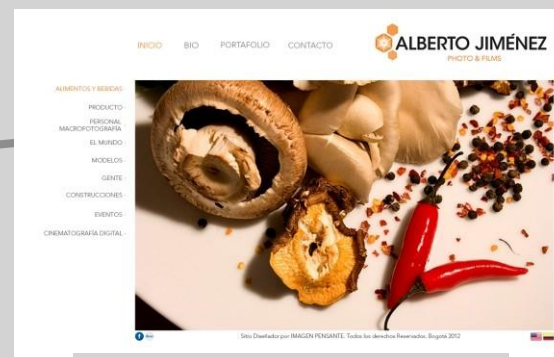 INICIO BIO PORTAFOLIO CONTACTO
ALBERTO JIMÉNEZ
PHOTO & FILMS
ALIMENTOS Y BEBIDAS
PRODUCTO
PERSONAL
MACROFOTOGRAFÍA
EL MUNDO
MODELOS
GENTE
CONSTRUCCIONES
EVENTOS
CINEMATOGRAFÍA DIGITAL
Sitio Diseñador por IMAGEN PENSANTE. Todos los derechos Reservados. Bogotá 2012